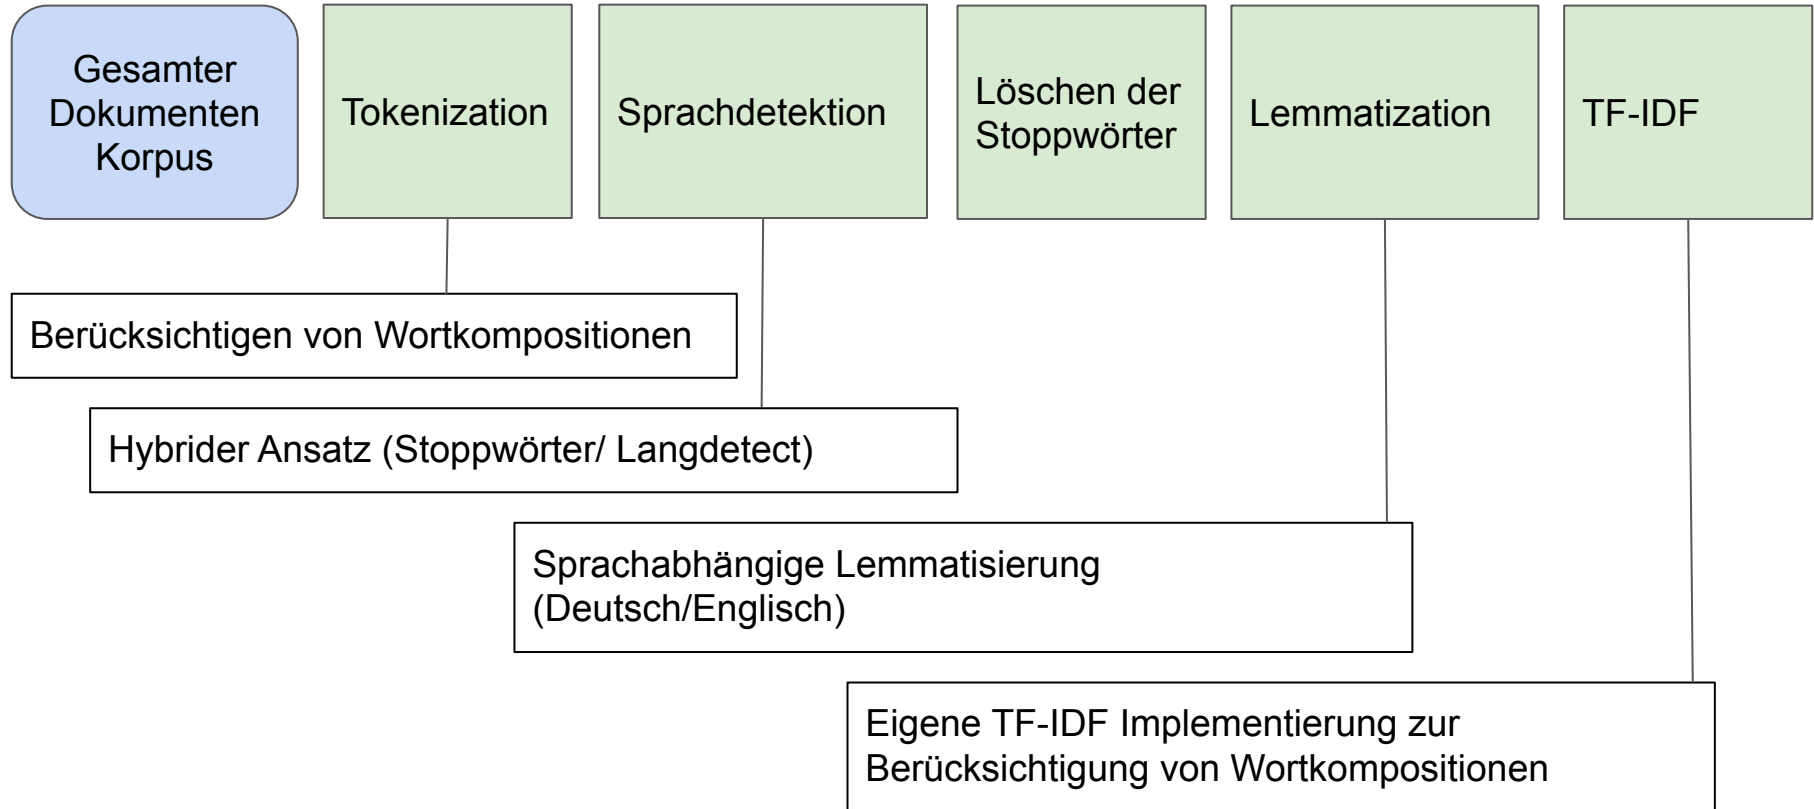 Gesamter
Dokumenten
Korpus
Tokenization
Sprachdetektion
Löschen der
Stoppwörter
Lemmatization
TF-IDF
Berücksichtigen von Wortkompositionen
Hybrider Ansatz (Stoppwörter/ Langdetect)
Sprachabhängige Lemmatisierung
(Deutsch/Englisch)
Eigene TF-IDF Implementierung zur
Berücksichtigung von Wortkompositionen